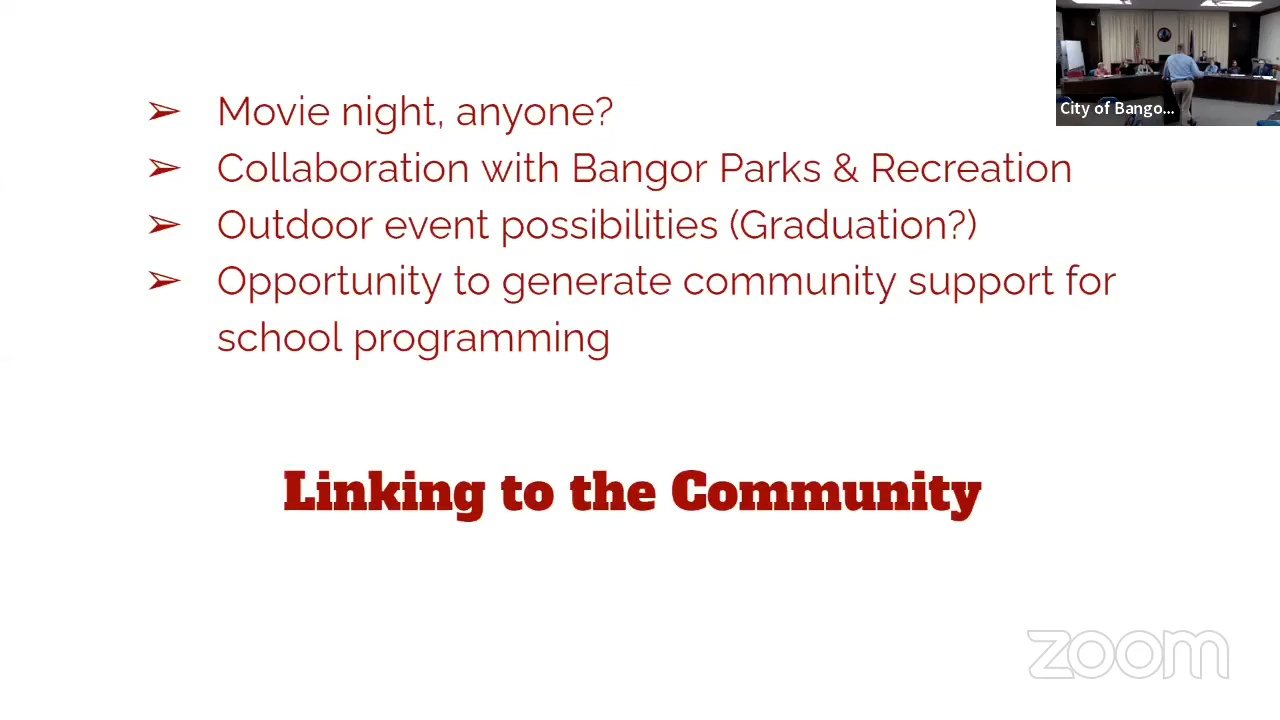 ➢ Movie night, anyone?
➢ Collaboration with Bangor Parks & Recreation
➢ Outdoor event possibilities (Graduation?)
➢ Opportunity to generate community support for
school programming
Linking to the Community
City of Bango...
zoom